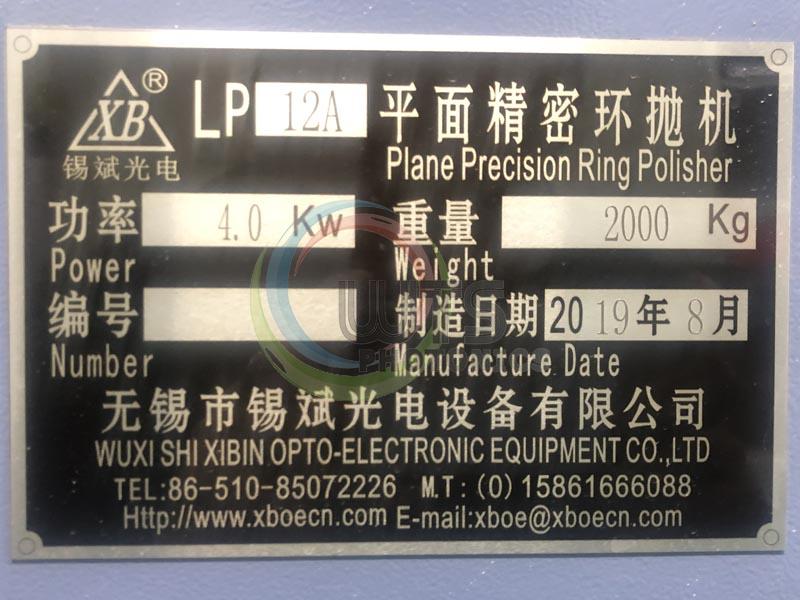 XB® LP 12A 平面精密环抛机
锡斌光电 Plane Precision Ring Polisher
功率 4.0 Kw 重量 2000 Kg
Power Weight
编号 制造日期 2019年8月
Number Manufacture Date
无锡市锡斌光电设备有限公司
WUXI SHI XIBIN OPTO-ELECTRONIC EQUIPMENT CO.,LTD
TEL:86-510-85072226 M.T:(0)15861666088
Http://www.xboecn.com E-mail:xboe@xboecn.com
WTS
PHOTONICS